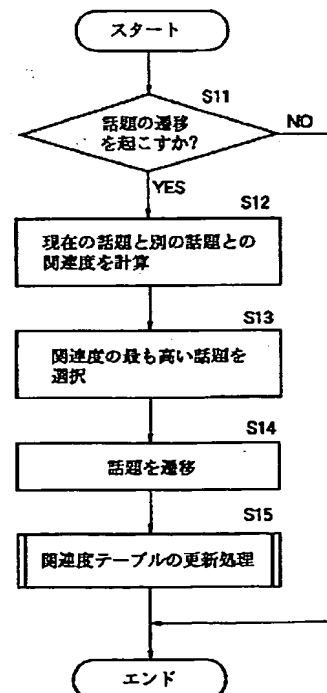 スタート
S11
話題の遷移
を起こすか?
NO
YES
S12
現在の話題と別の話題との
関連度を計算
S13
関連度の最も高い話題を
選択
S14
話題を遷移
S15
関連度テーブルの更新処理
エンド